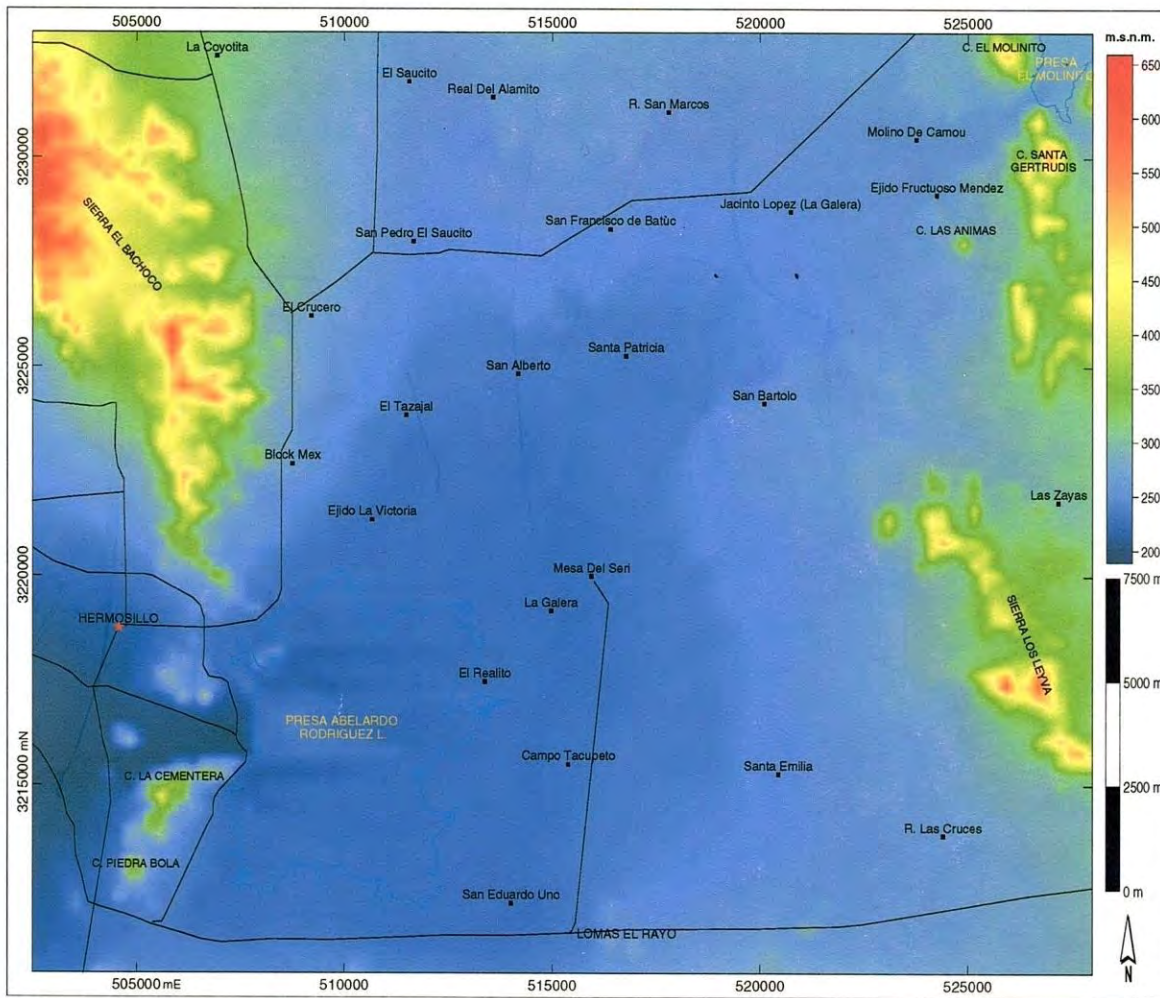 505000
510000
515000
520000
525000
m.s.n.m.
La Coyotita
C. EL MOLINITO
PRESA
EL MOLINITO
El Saucito
Real Del Alamito
R. San Marcos
Molino De Camou
C. SANTA
GERTRUDIS
Ejido Fructuoso Mendez
Jacinto Lopez (La Galera)
San Francisco de Batùc
San Pedro El Saucito
C. LAS ANIMAS
SIERRA EL BACHOCO
El Crucero
Santa Patricia
San Alberto
San Bartolo
El Tazajal
Block Mex
Las Zayas
Ejido La Victoria
Mesa Del Seri
La Galera
HERMOSILLO
SIERRA LOS LEYVA
El Realito
PRESA ABELARDO
RODRIGUEZ L.
Campo Tacupeto
Santa Emilia
C. LA CEMENTERA
R. Las Cruces
C. PIEDRA BOLA
San Eduardo Uno
LOMAS EL RAYO
3230000
3225000
3220000
3215000 mN
505000 mE
510000
515000
520000
525000
650
600
550
500
450
400
350
300
250
200
7500 m
5000 m
2500 m
0 m
N